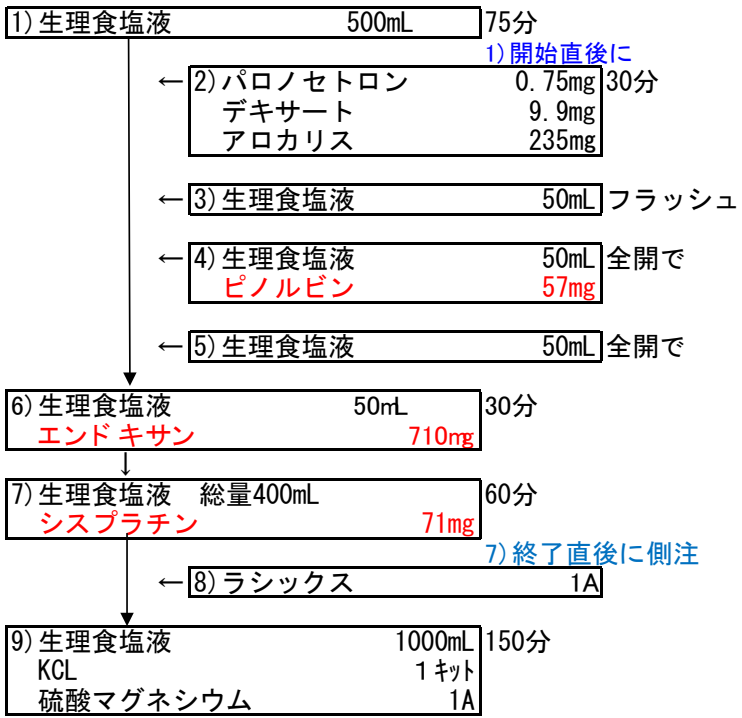 1)生理食塩液 500mL 75分
1)開始直後に
← 2)パロノセトロン 0.75mg 30分
デキサート 9.9mg
アロカリス 235mg
← 3)生理食塩液 50mL フラッシュ
← 4)生理食塩液 50mL 全開で
ピノルビン 57mg
← 5)生理食塩液 50mL 全開で
6)生理食塩液 50mL 30分
エンドキサン 710mg
↓
7)生理食塩液 総量400mL 60分
シスプラチン 71mg
7)終了直後に側注
← 8)ラシックス 1A
9)生理食塩液 1000mL 150分
KCL 1キット
硫酸マグネシウム 1A